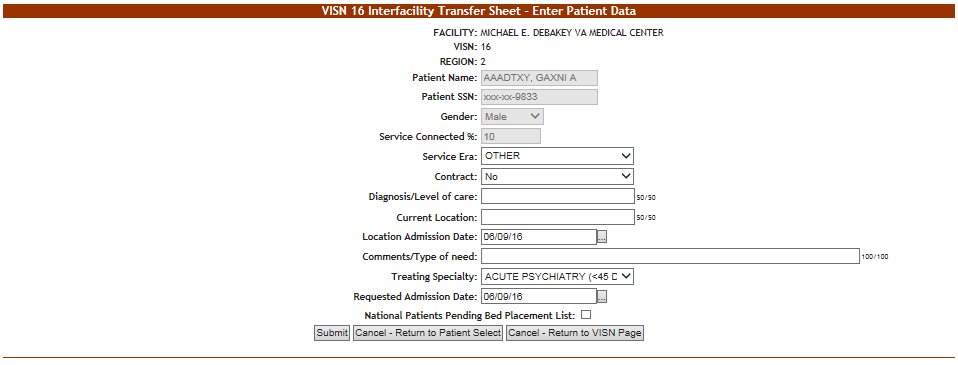 VISN 16 Interfacility Transfer Sheet - Enter Patient Data
FACILITY: MICHAEL E. DEBAKEY VA MEDICAL CENTER
VISN: 16
REGION: 2
Patient Name: AAADTXY, GAXNI A
Patient SSN: xxx-xx-9833
Gender: Male
Service Connected %: 10
Service Era: OTHER
Contract: No
Diagnosis/Level of care: 50/50
Current Location: 50/50
Location Admission Date: 06/09/16 ...
Comments/Type of need: 100/100
Treating Specialty: ACUTE PSYCHIATRY (<45 D
Requested Admission Date: 06/09/16 ...
National Patients Pending Bed Placement List:
Submit Cancel - Return to Patient Select Cancel - Return to VISN Page